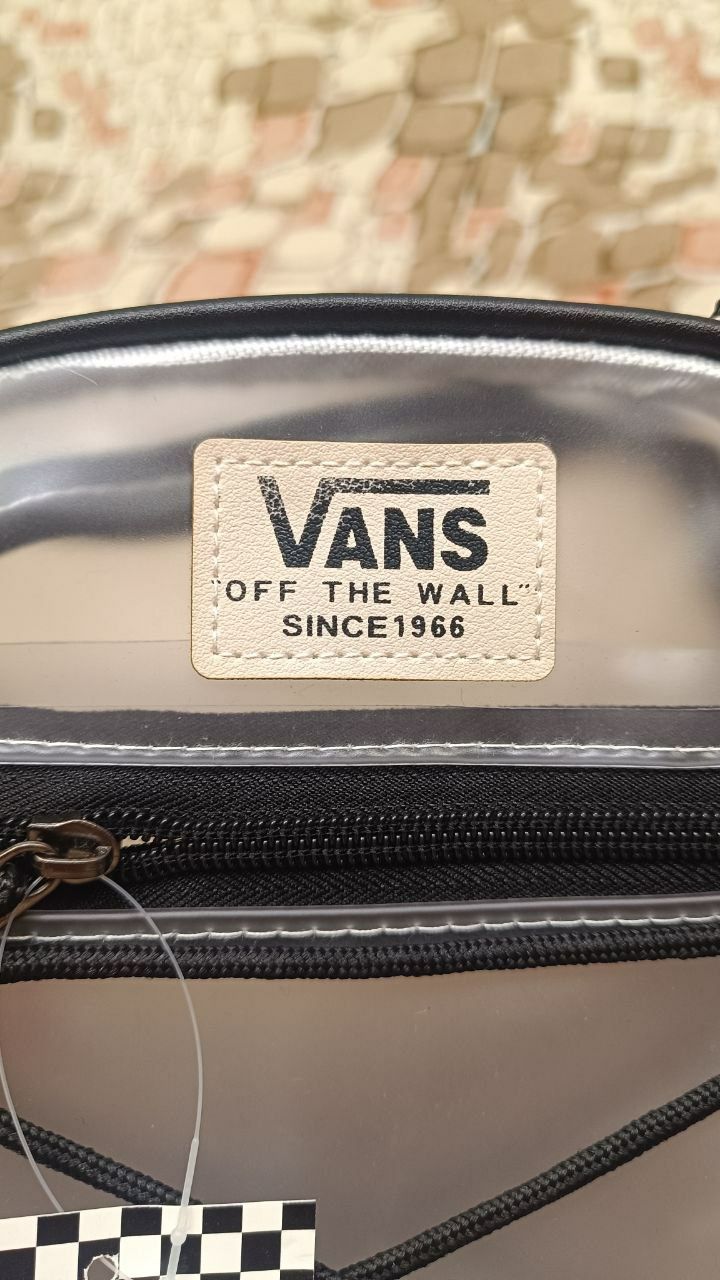 VANS
"OFF THE WALL"
SINCE1966